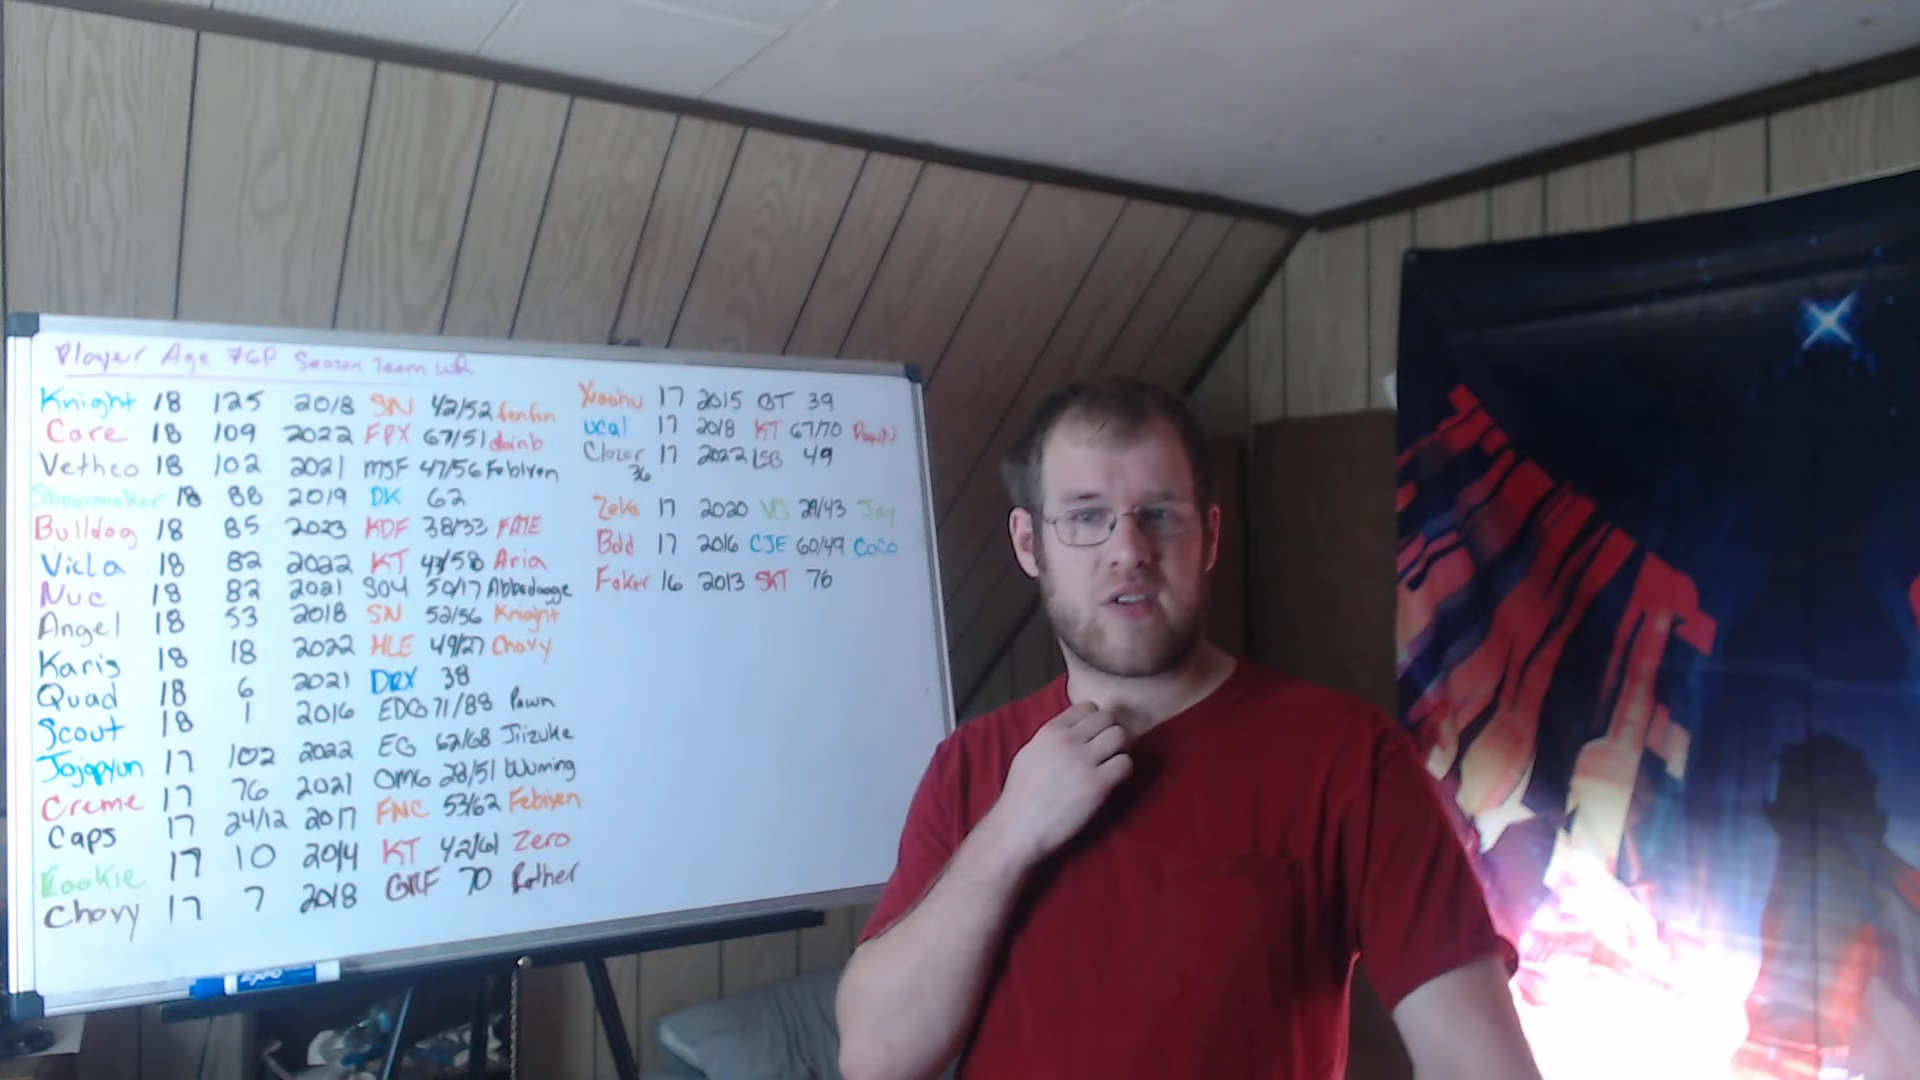 Player Age #GP Season Team WR
Knight 18 125 2018 SN 42/52 fenfen
Care 18 109 2022 FPX 67/51 doinb
Vetheo 18 102 2021 MSF 47/56 Febiven
Showmaker 18 88 2019 DK 62
Bulldog 18 85 2023 KDF 38/33 FATE
Vicla 18 82 2022 KT 43/58 Aria
Nuc 18 82 2021 S04 50/17 Abbedagge
Angel 18 53 2018 SN 52/56 Knight
Karis 18 18 2022 HLE 49/27 Chovy
Quad 18 6 2021 DRX 38
Scout 18 1 2016 EDG 71/88 Pawn
Jojopyun 17 102 2022 EG 62/68 Jiizuke
Creme 17 76 2021 OMG 28/51 Wuming
Caps 17 24/12 2017 FNC 53/62 Febiven
Rookie 17 10 2014 KT 42/61 Zero
Chovy 17 7 2018 GRF 70 Rather
Xiaohu 17 2015 GT 39
ucal 17 2018 KT 67/70 PawN
Clozer 17 2022 LSB 49
36
Zeka 17 2020 VG 29/43 Jay
Bdd 17 2016 CJE 60/49 CoCo
Faker 16 2013 SKT 76
EXPO